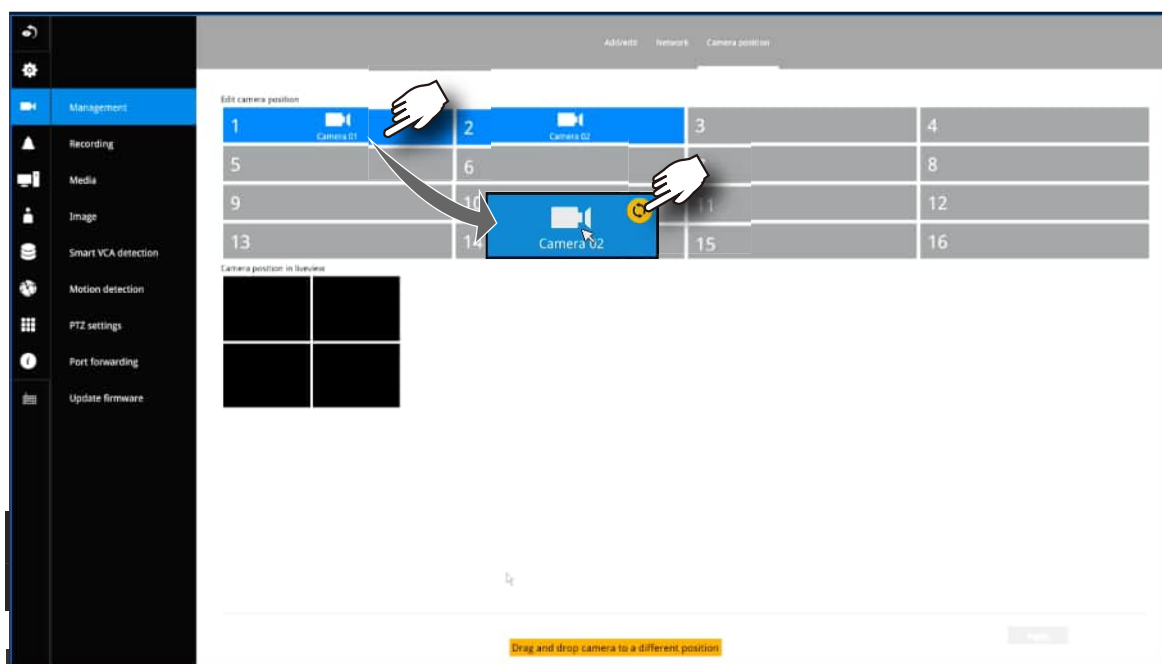 Add/edit Network Camera position
Management
Recording
Media
Image
Smart VCA detection
Motion detection
PTZ settings
Port forwarding
Update firmware
Edit camera position
1 Camera 01 2 Camera 02 3 4
5 6 8
9 10 11 12
13 14 15 16
Camera 02
Camera position in liveview
Drag and drop camera to a different position